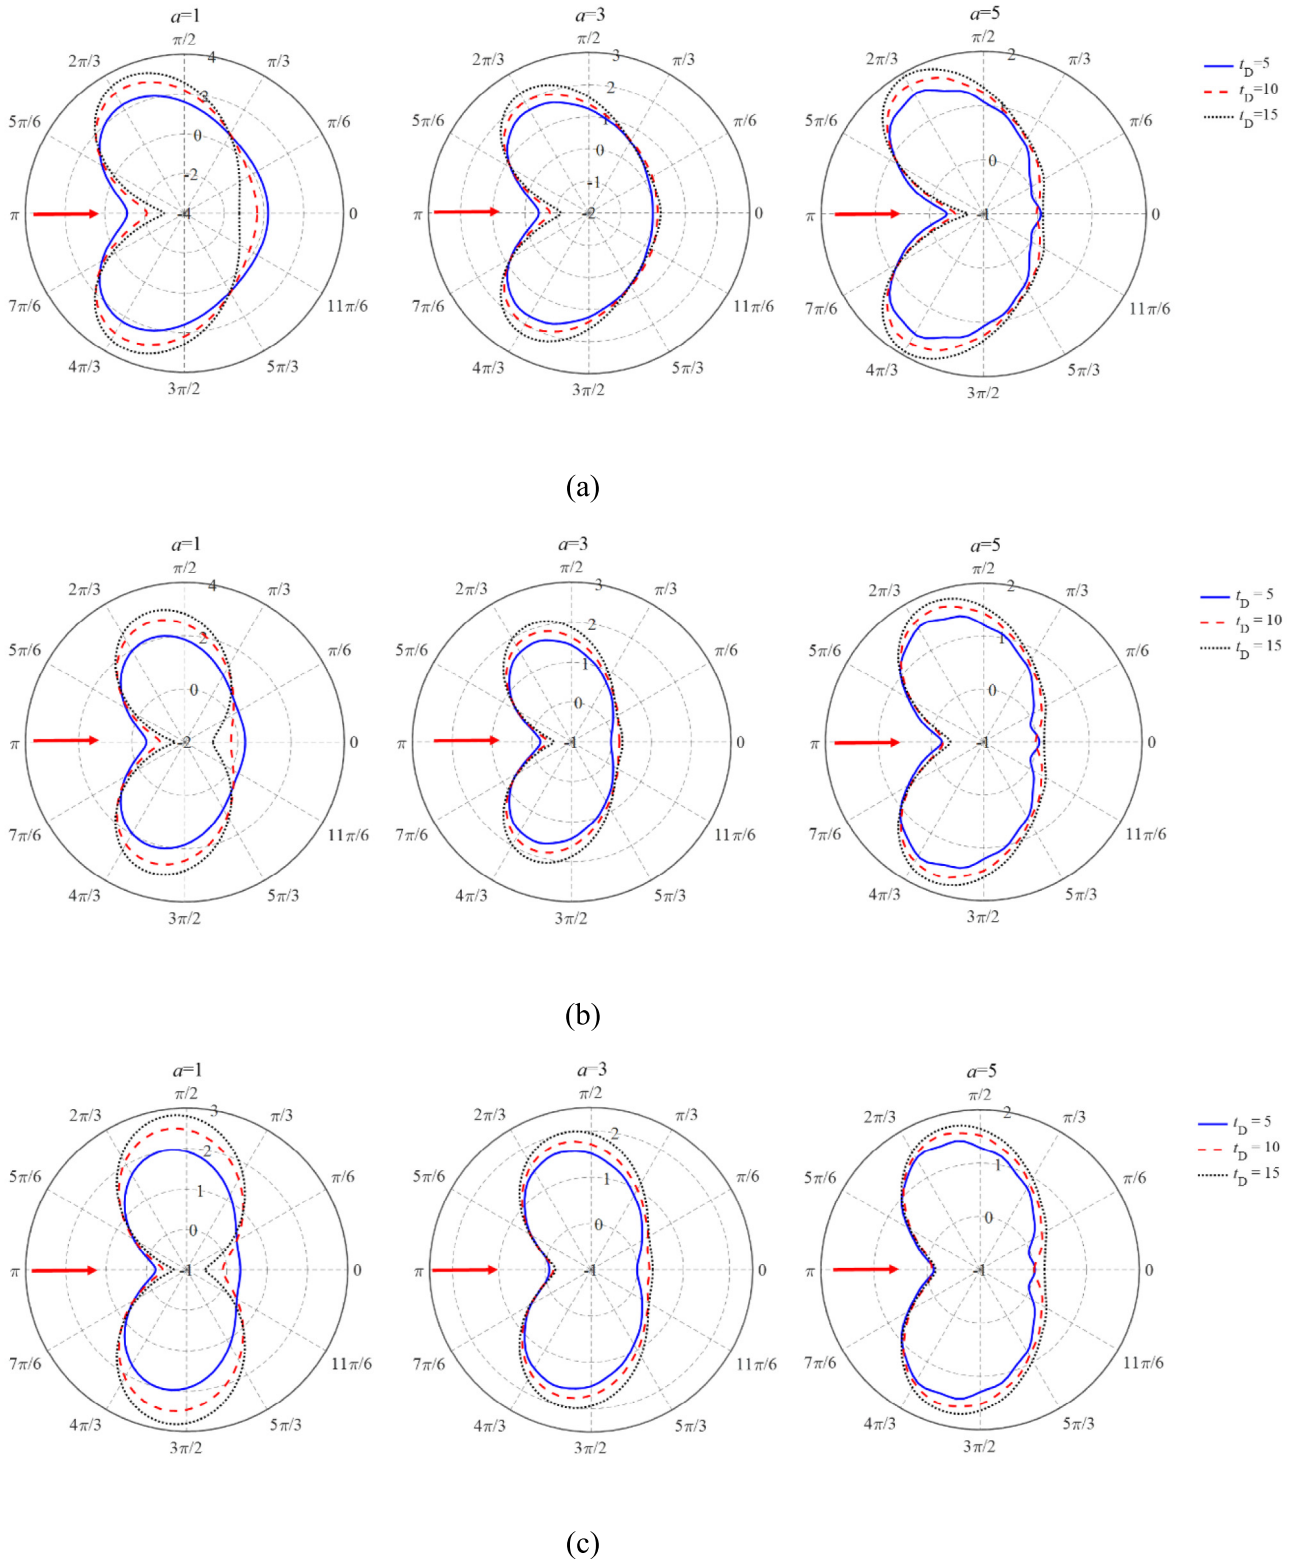 a=1
π/2
2π/3
π/3
5π/6
π/6
π
0
7π/6
11π/6
4π/3
5π/3
3π/2
4
2
0
-2
-4
a=3
π/2
2π/3
π/3
5π/6
π/6
π
0
7π/6
11π/6
4π/3
5π/3
3π/2
3
2
1
0
-1
-2
a=5
π/2
2π/3
π/3
5π/6
π/6
π
0
7π/6
11π/6
4π/3
5π/3
3π/2
2
1
0
-1
tD=5
tD=10
tD=15
(a)
a=1
π/2
2π/3
π/3
5π/6
π/6
π
0
7π/6
11π/6
4π/3
5π/3
3π/2
4
2
0
-2
a=3
π/2
2π/3
π/3
5π/6
π/6
π
0
7π/6
11π/6
4π/3
5π/3
3π/2
3
2
1
0
-1
a=5
π/2
2π/3
π/3
5π/6
π/6
π
0
7π/6
11π/6
4π/3
5π/3
3π/2
2
1
0
-1
tD = 5
tD = 10
tD = 15
(b)
a=1
π/2
2π/3
π/3
5π/6
π/6
π
0
7π/6
11π/6
4π/3
5π/3
3π/2
3
2
1
0
-1
a=3
π/2
2π/3
π/3
5π/6
π/6
π
0
7π/6
11π/6
4π/3
5π/3
3π/2
2
1
0
-1
a=5
π/2
2π/3
π/3
5π/6
π/6
π
0
7π/6
11π/6
4π/3
5π/3
3π/2
2
1
0
-1
tD = 5
tD = 10
tD = 15
(c)